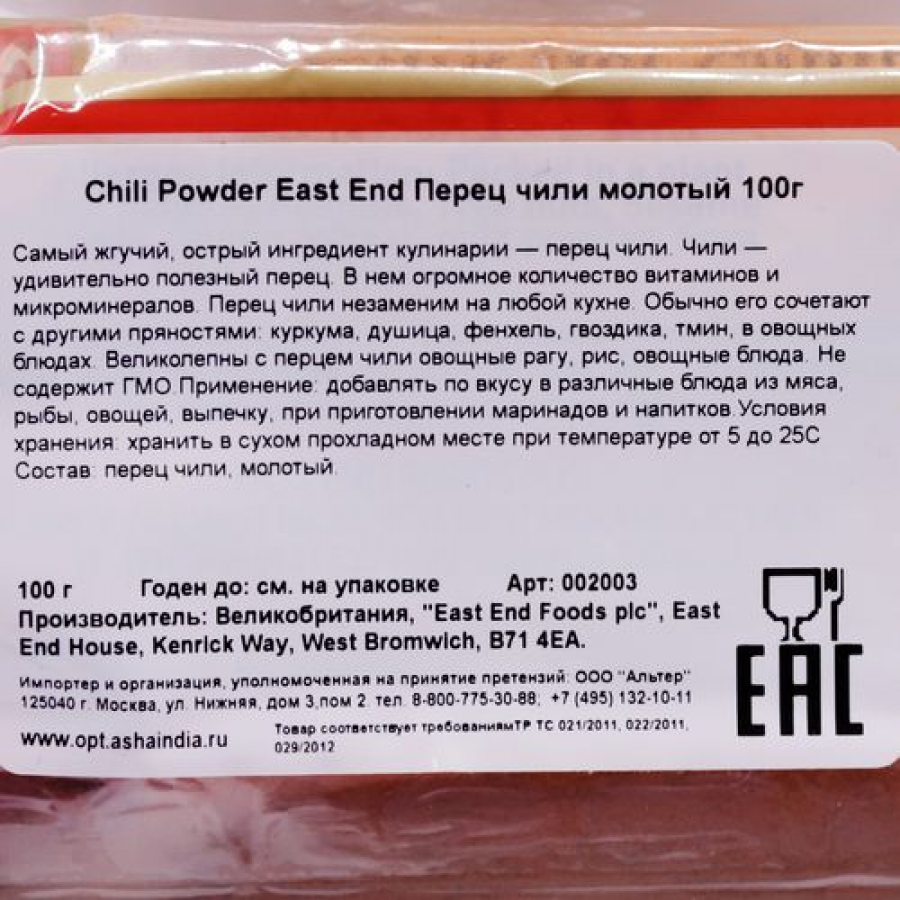 Chili Powder East End Перец чили молотый 100г
Самый жгучий, острый ингредиент кулинарии — перец чили. Чили —
удивительно полезный перец. В нем огромное количество витаминов и
микроминералов. Перец чили незаменим на любой кухне. Обычно его сочетают
с другими пряностями: куркума, душица, фенхель, гвоздика, тмин, в овощных
блюдах. Великолепны с перцем чили овощные рагу, рис, овощные блюда. Не
содержит ГМО.Применение: добавлять по вкусу в различные блюда из мяса,
рыбы, овощей, выпечку, при приготовлении маринадов и напитков.Условия
хранения: хранить в сухом прохладном месте при температуре от 5 до 25С
Состав: перец чили, молотый.
100 г Годен до: см. на упаковке Арт: 002003
Производитель: Великобритания, "East End Foods plc", East
End House, Kenrick Way, West Bromwich, B71 4EA.
Импортер и организация, уполномоченная на принятие претензий: ООО "Альтер"
125040 г. Москва, ул. Нижняя, дом 3,пом 2. тел. 8-800-775-30-88; +7 (495) 132-10-11
www.opt.ashaindia.ru
Товар соответствует требованиямТР ТС 021/2011, 022/2011,
029/2012
EAC